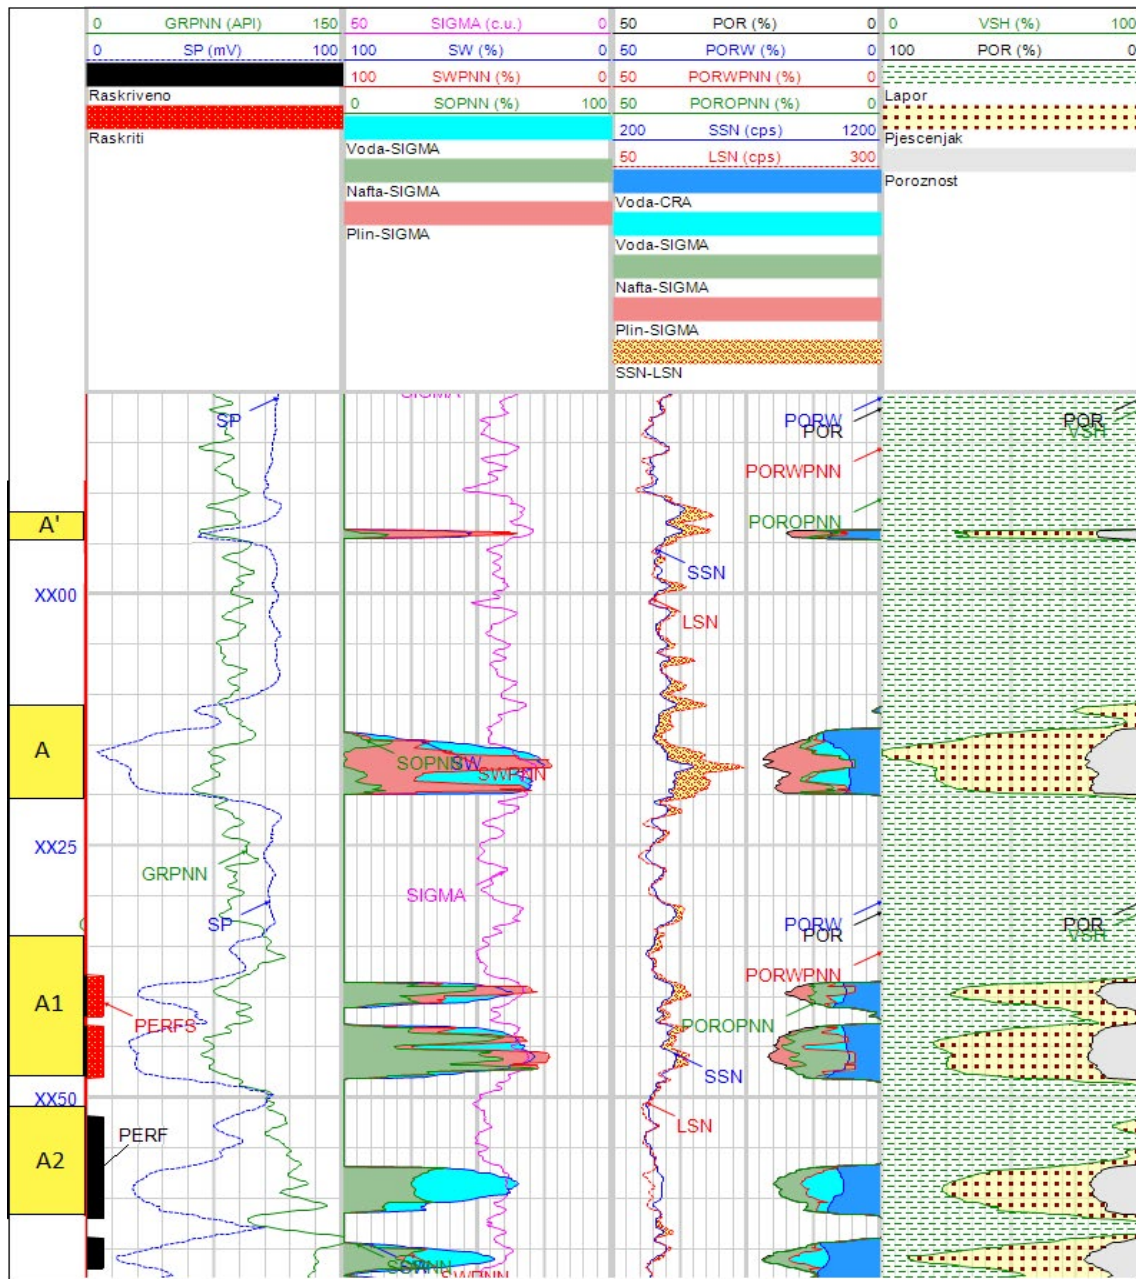 0 GRPNN (API) 150
0 SP (mV) 100
Raskriveno
Raskriti
50 SIGMA (c.u.) 0
100 SW (%) 0
100 SWPNN (%) 0
0 SOPNN (%) 100
Voda-SIGMA
Nafta-SIGMA
Plin-SIGMA
50 POR (%) 0
50 PORW (%) 0
50 PORWPNN (%) 0
50 POROPNN (%) 0
200 SSN (cps) 1200
50 LSN (cps) 300
Voda-CRA
Voda-SIGMA
Nafta-SIGMA
Plin-SIGMA
SSN-LSN
0 VSH (%) 100
100 POR (%) 0
Lapor
Pjescenjak
Poroznost
SIGMA
SP
PORW
POR
POR
VSH
PORWPNN
A'
POROPNN
SSN
XX00
LSN
A
SOPNN
SW
SWPNN
XX25
GRPNN
SIGMA
SP
PORW
POR
POR
VSH
PORWPNN
A1
PERFS
POROPNN
SSN
XX50
PERF
LSN
A2
SWPNN